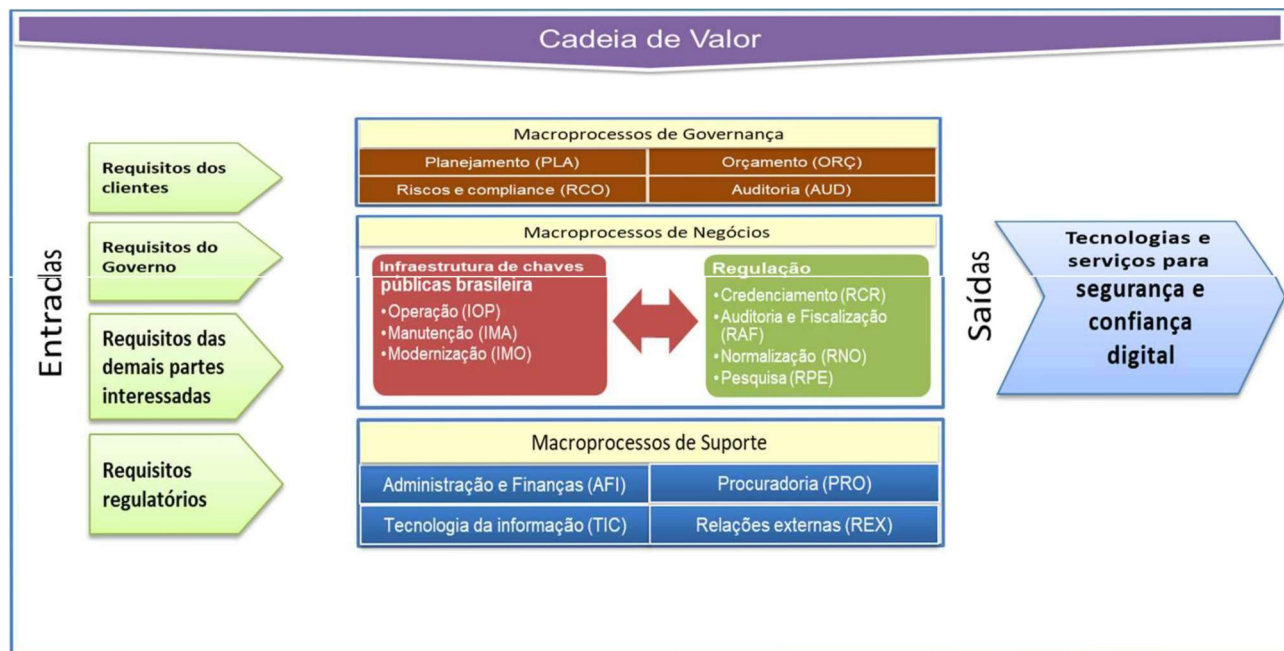 Cadeia de Valor
Entradas
Requisitos dos
clientes
Requisitos do
Governo
Requisitos das
demais partes
interessadas
Requisitos
regulatórios
Macroprocessos de Governança
Planejamento (PLA)
Orçamento (ORÇ)
Riscos e compliance (RCO)
Auditoria (AUD)
Macroprocessos de Negócios
Infraestrutura de chaves
públicas brasileira
•Operação (IOP)
•Manutenção (IMA)
•Modernização (IMO)
Regulação
•Credenciamento (RCR)
•Auditoria e Fiscalização
(RAF)
•Normalização (RNO)
•Pesquisa (RPE)
Macroprocessos de Suporte
Administração e Finanças (AFI)
Procuradoria (PRO)
Tecnologia da informação (TIC)
Relações externas (REX)
Saídas
Tecnologias e
serviços para
segurança e
confiança
digital